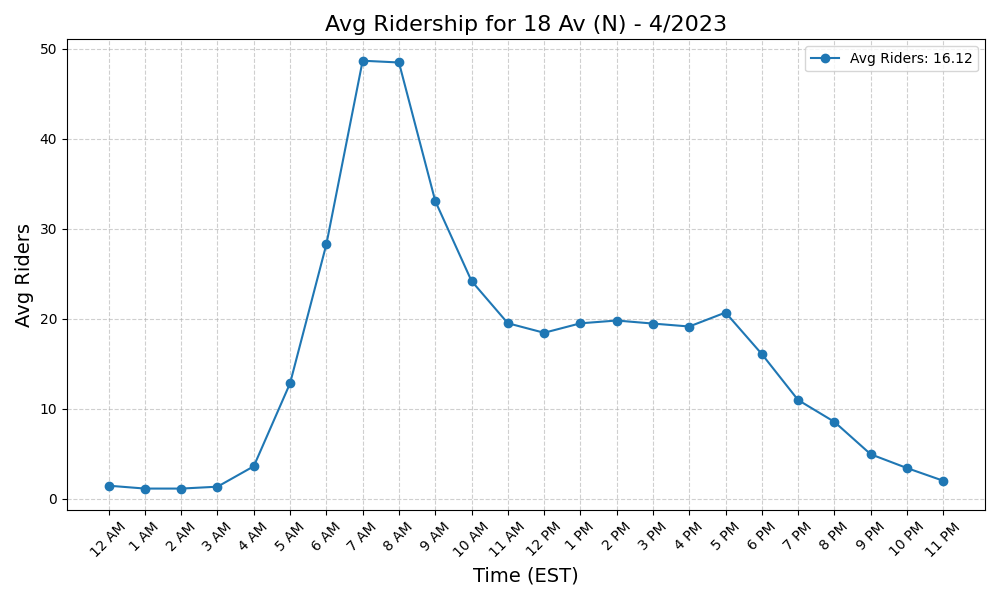 Avg Ridership for 18 Av (N) - 4/2023
Avg Riders: 16.12
Avg Riders
50
40
30
20
10
0
12 AM
1 AM
2 AM
3 AM
4 AM
5 AM
6 AM
7 AM
8 AM
9 AM
10 AM
11 AM
12 PM
1 PM
2 PM
3 PM
4 PM
5 PM
6 PM
7 PM
8 PM
9 PM
10 PM
11 PM
Time (EST)